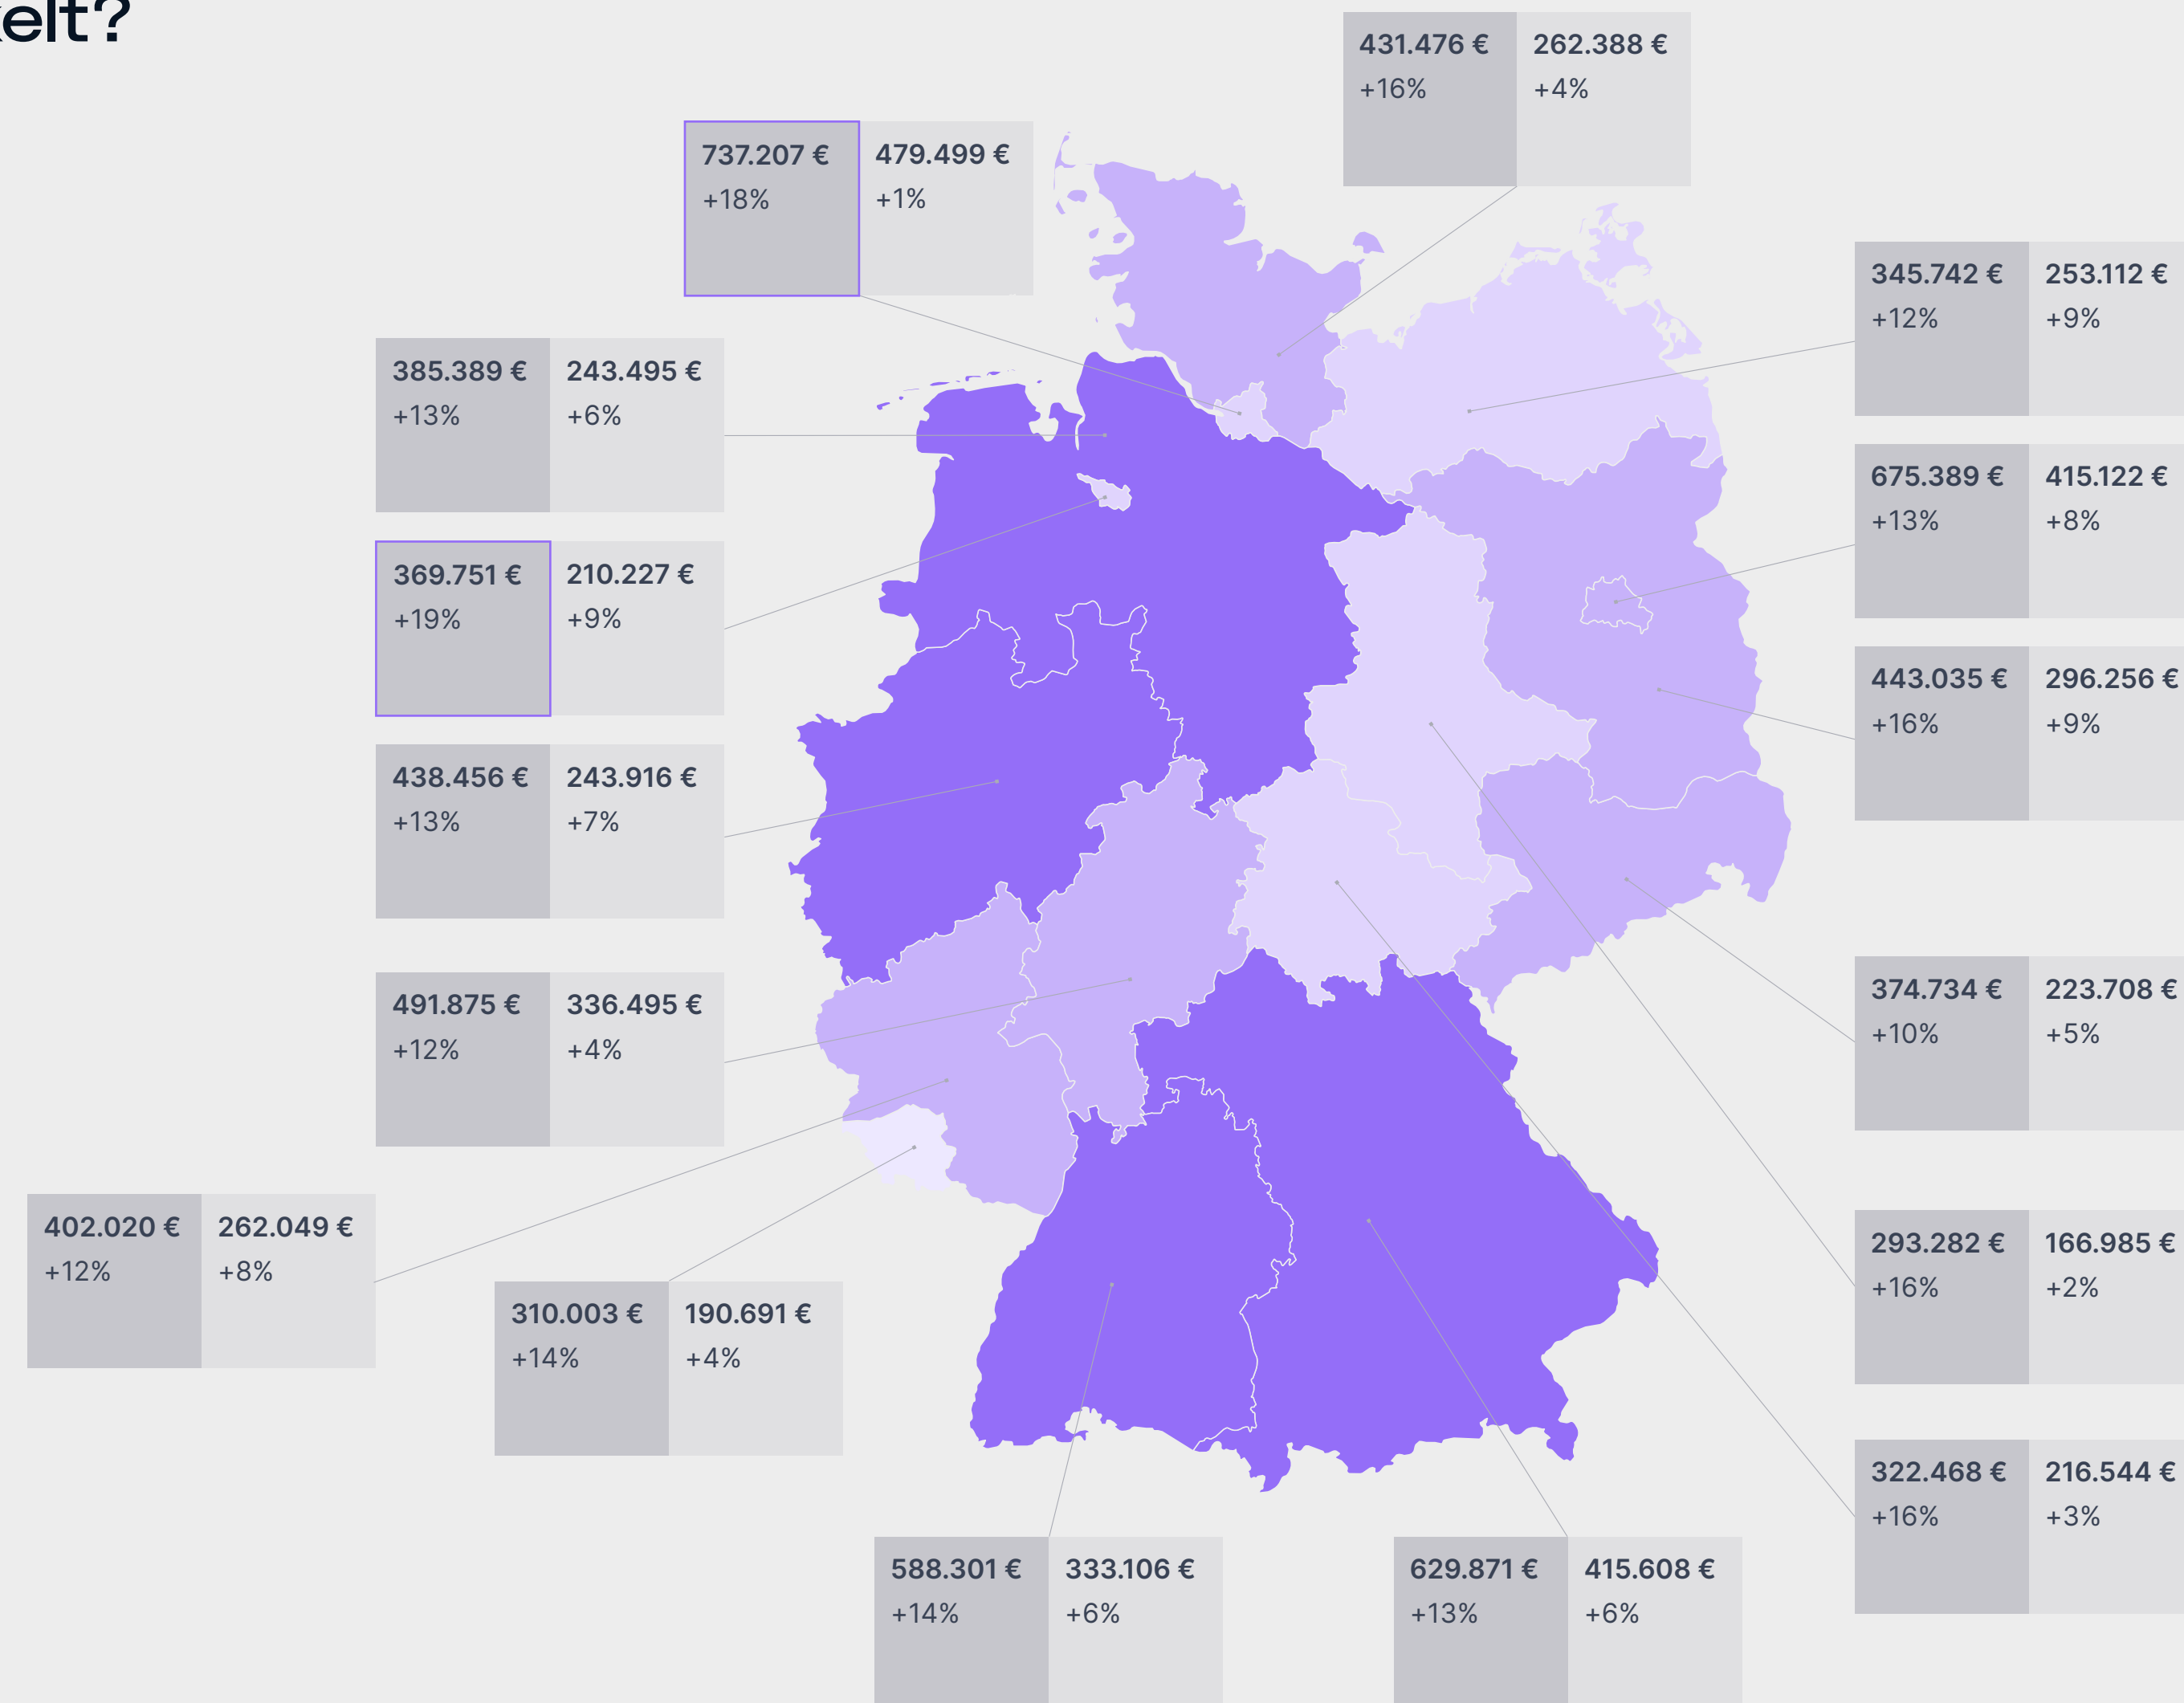 elt?
431.476 € 262.388 €
+16% +4%
737.207 € 479.499 €
+18% +1%
345.742 € 253.112 €
+12% +9%
385.389 € 243.495 €
+13% +6%
675.389 € 415.122 €
+13% +8%
369.751 € 210.227 €
+19% +9%
443.035 € 296.256 €
+16% +9%
438.456 € 243.916 €
+13% +7%
374.734 € 223.708 €
+10% +5%
491.875 € 336.495 €
+12% +4%
402.020 € 262.049 €
+12% +8%
293.282 € 166.985 €
+16% +2%
310.003 € 190.691 €
+14% +4%
322.468 € 216.544 €
+16% +3%
588.301 € 333.106 €
+14% +6%
629.871 € 415.608 €
+13% +6%